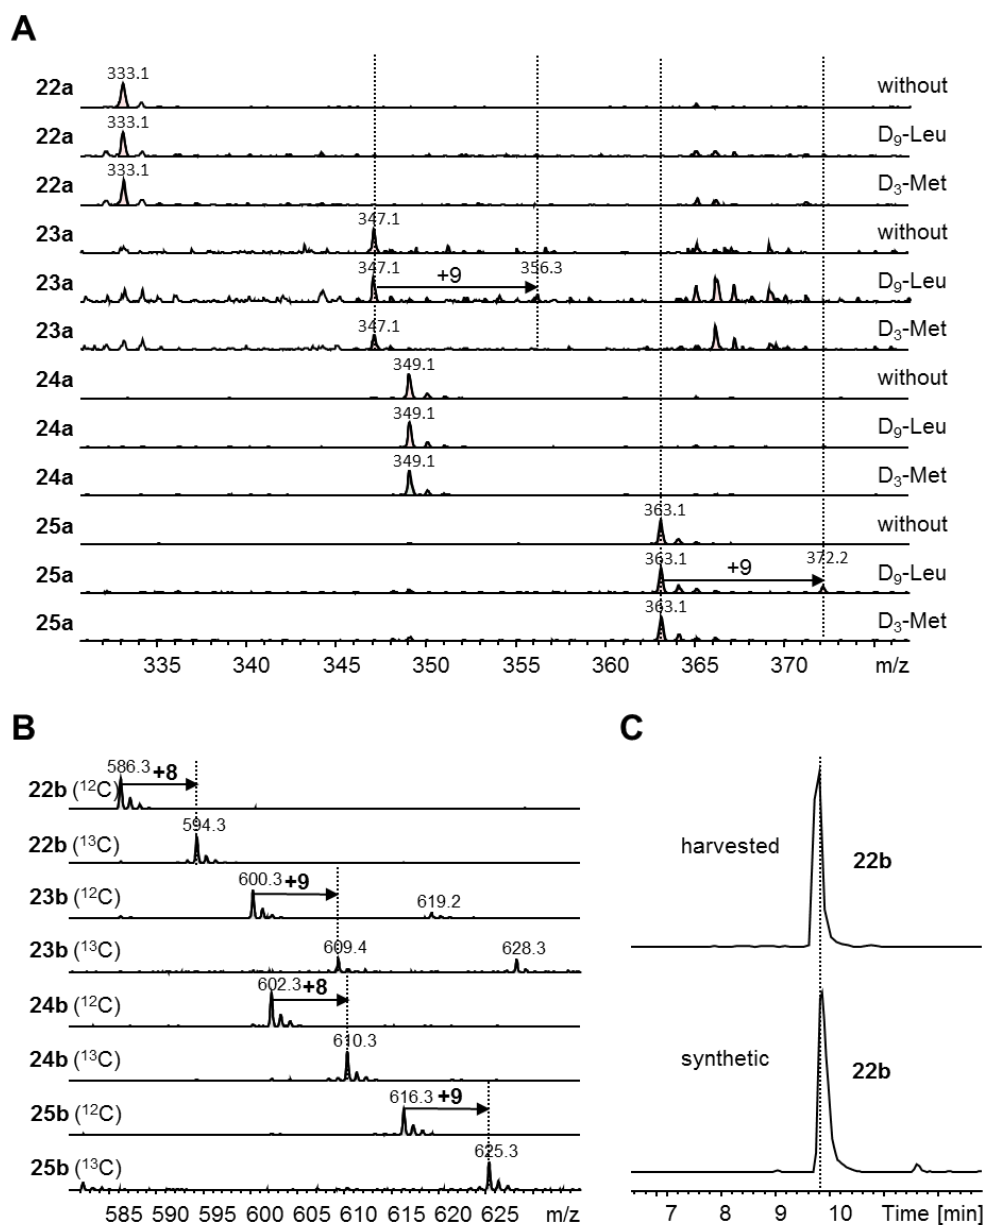 A
333.1
22a without
333.1
22a D₉-Leu
333.1
22a D₃-Met
347.1
23a without
347.1 +9 356.3
23a D₉-Leu
347.1
23a D₃-Met
349.1
24a without
349.1
24a D₉-Leu
349.1
24a D₃-Met
363.1
25a without
363.1 +9 372.2
25a D₉-Leu
363.1
25a D₃-Met
335 340 345 350 355 360 365 370 m/z
B
586.3 +8
22b (¹²C)
594.3
22b (¹³C)
600.3 +9 619.2
23b (¹²C)
609.4 628.3
23b (¹³C)
602.3 +8
24b (¹²C)
610.3
24b (¹³C)
616.3 +9
25b (¹²C)
625.3
25b (¹³C)
585 590 595 600 605 610 615 620 625 m/z
C
harvested 22b
synthetic 22b
7 8 9 10 Time [min]